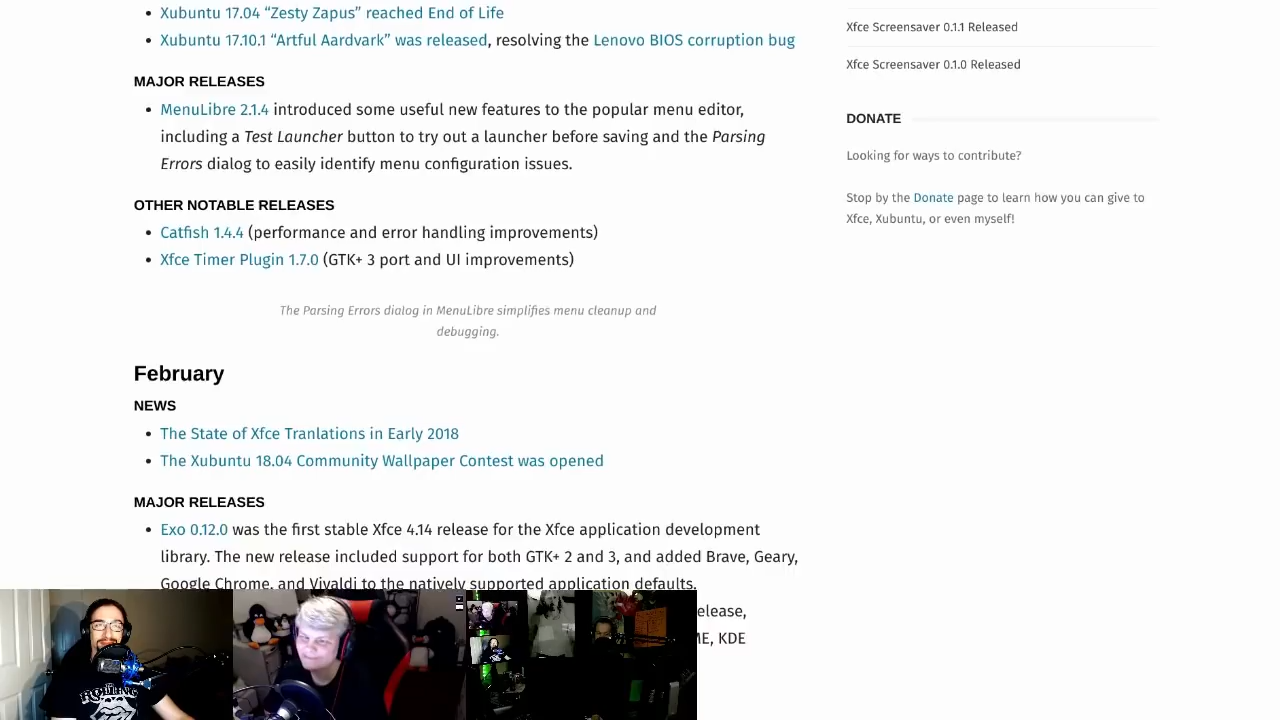 Xubuntu 17.04 “Zesty Zapus” reached End of Life
Xubuntu 17.10.1 “Artful Aardvark” was released, resolving the Lenovo BIOS corruption bug
MAJOR RELEASES
MenuLibre 2.1.4 introduced some useful new features to the popular menu editor,
including a Test Launcher button to try out a launcher before saving and the Parsing
Errors dialog to easily identify menu configuration issues.
OTHER NOTABLE RELEASES
Catfish 1.4.4 (performance and error handling improvements)
Xfce Timer Plugin 1.7.0 (GTK+ 3 port and UI improvements)
The Parsing Errors dialog in MenuLibre simplifies menu cleanup and
debugging.
February
NEWS
The State of Xfce Tranlations in Early 2018
The Xubuntu 18.04 Community Wallpaper Contest was opened
MAJOR RELEASES
Exo 0.12.0 was the first stable Xfce 4.14 release for the Xfce application development
library. The new release included support for both GTK+ 2 and 3, and added Brave, Geary,
Google Chrome, and Vivaldi to the natively supported application defaults.
elease,
ME, KDE
Xfce Screensaver 0.1.1 Released
Xfce Screensaver 0.1.0 Released
DONATE
Looking for ways to contribute?
Stop by the Donate page to learn how you can give to
Xfce, Xubuntu, or even myself!